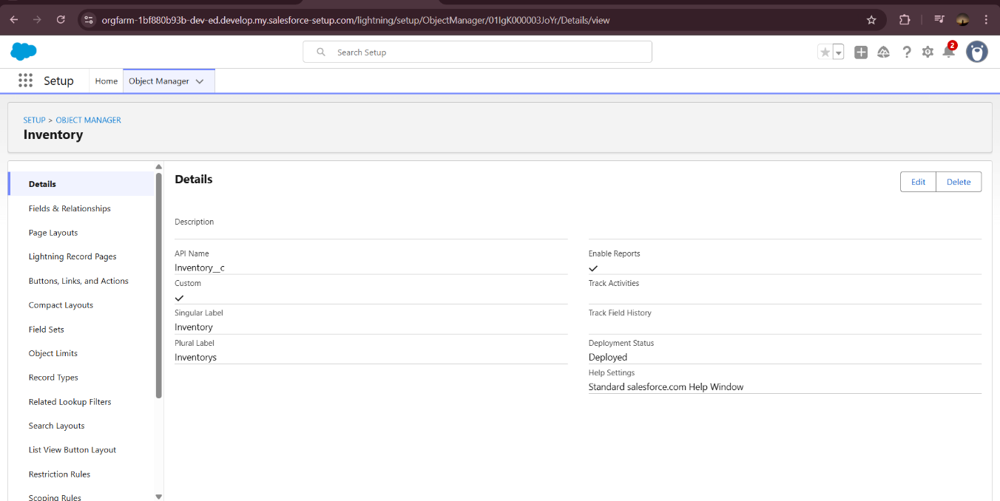 orgfarm-1bf880b93b-dev-ed.develop.my.salesforce-setup.com/lightning/setup/ObjectManager/01IgK000003JoYr/Details/view
Search Setup
2
Setup
Home
Object Manager
SETUP > OBJECT MANAGER
Inventory
Details
Fields & Relationships
Page Layouts
Lightning Record Pages
Buttons, Links, and Actions
Compact Layouts
Field Sets
Object Limits
Record Types
Related Lookup Filters
Search Layouts
List View Button Layout
Restriction Rules
Scoping Rules
Details
Edit
Delete
Description
API Name
Inventory__c
Custom
Singular Label
Inventory
Plural Label
Inventorys
Enable Reports
Track Activities
Track Field History
Deployment Status
Deployed
Help Settings
Standard salesforce.com Help Window